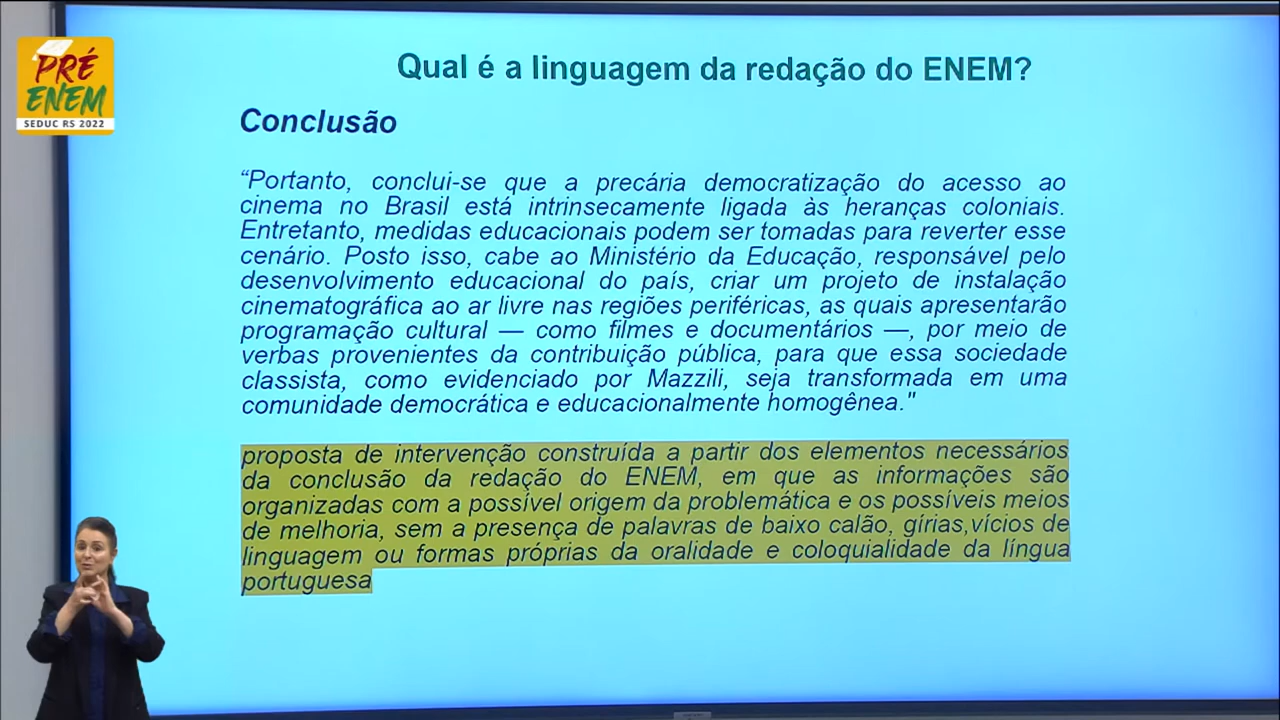 PRÉ
ENEM
SEDUC RS 2022
Qual é a linguagem da redação do ENEM?
Conclusão
“Portanto, conclui-se que a precária democratização do acesso ao
cinema no Brasil está intrinsecamente ligada às heranças coloniais.
Entretanto, medidas educacionais podem ser tomadas para reverter esse
cenário. Posto isso, cabe ao Ministério da Educação, responsável pelo
desenvolvimento educacional do país, criar um projeto de instalação
cinematográfica ao ar livre nas regiões periféricas, as quais apresentarão
programação cultural — como filmes e documentários —, por meio de
verbas provenientes da contribuição pública, para que essa sociedade
classista, como evidenciado por Mazzili, seja transformada em uma
comunidade democrática e educacionalmente homogênea."
proposta de intervenção construída a partir dos elementos necessários
da conclusão da redação do ENEM, em que as informações são
organizadas com a possível origem da problemática e os possíveis meios
de melhoria, sem a presença de palavras de baixo calão, gírias,vícios de
linguagem ou formas próprias da oralidade e coloquialidade da língua
portuguesa